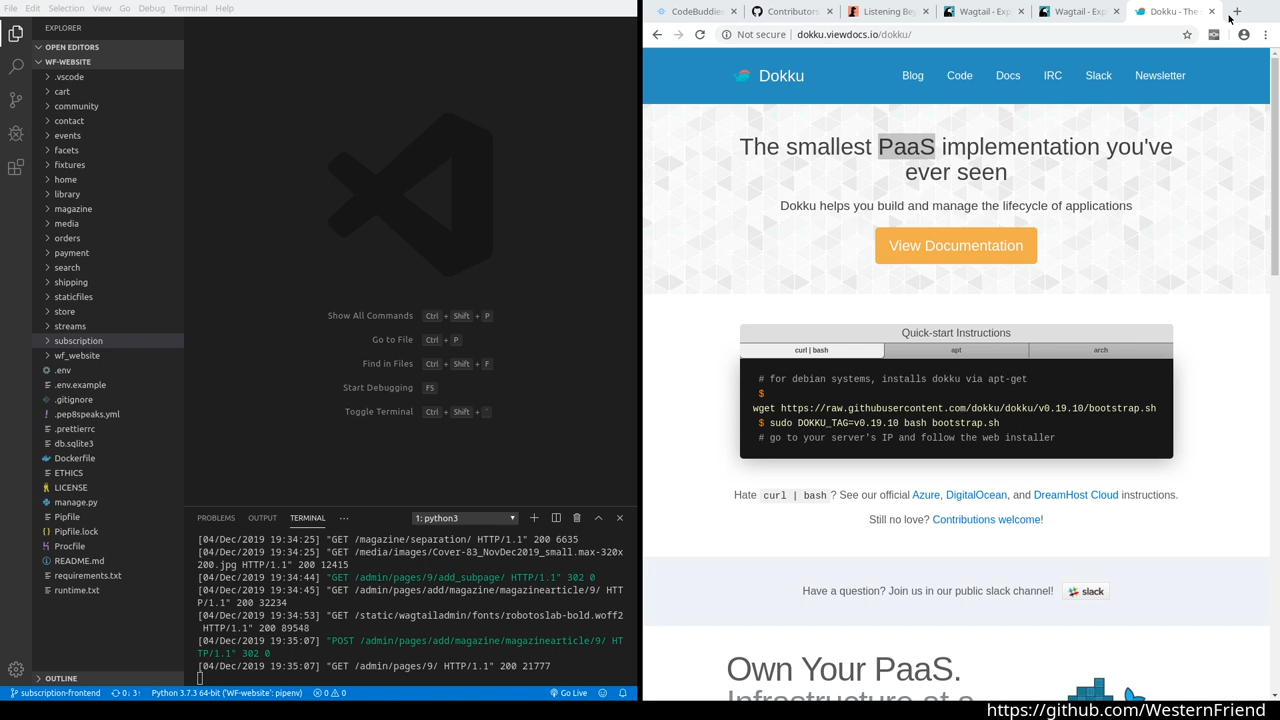 File Edit Selection View Go Debug Terminal Help
EXPLORER
OPEN EDITORS
WF-WEBSITE
.vscode
cart
community
contact
events
facets
fixtures
home
library
magazine
media
orders
payment
search
shipping
staticfiles
store
streams
subscription
wf_website
.env
.env.example
.gitignore
.pep8speaks.yml
.prettierrc
db.sqlite3
Dockerfile
ETHICS
LICENSE
manage.py
Pipfile
Pipfile.lock
Procfile
README.md
requirements.txt
runtime.txt
OUTLINE
Show All Commands Ctrl + Shift + P
Go to File Ctrl + P
Find in Files Ctrl + Shift + F
Start Debugging F5
Toggle Terminal Ctrl + Shift + `
PROBLEMS OUTPUT TERMINAL ··· 1: python3
[04/Dec/2019 19:34:25] "GET /magazine/separation/ HTTP/1.1" 200 6635
[04/Dec/2019 19:34:25] "GET /media/images/Cover-83_NovDec2019_small.max-320x
200.jpg HTTP/1.1" 200 12415
[04/Dec/2019 19:34:44] "GET /admin/pages/9/add_subpage/ HTTP/1.1" 302 0
[04/Dec/2019 19:34:45] "GET /admin/pages/add/magazine/magazinearticle/9/ HTT
P/1.1" 200 32234
[04/Dec/2019 19:34:53] "GET /static/wagtailadmin/fonts/robotoslab-bold.woff2
HTTP/1.1" 200 89548
[04/Dec/2019 19:35:07] "POST /admin/pages/add/magazine/magazinearticle/9/ HT
TP/1.1" 302 0
[04/Dec/2019 19:35:07] "GET /admin/pages/9/ HTTP/1.1" 200 21777
subscription-frontend 0↓ 3↑ Python 3.7.3 64-bit ('WF-website': pipenv) 0 0 Go Live
CodeBuddies Contributors Listening Be Wagtail - Exp Wagtail - Exp Dokku - The
Not secure dokku.viewdocs.io/dokku/
Dokku Blog Code Docs IRC Slack Newsletter
The smallest PaaS implementation you've
ever seen
Dokku helps you build and manage the lifecycle of applications
View Documentation
Quick-start Instructions
curl | bash apt arch
# for debian systems, installs dokku via apt-get
$
wget https://raw.githubusercontent.com/dokku/dokku/v0.19.10/bootstrap.sh
$ sudo DOKKU_TAG=v0.19.10 bash bootstrap.sh
# go to your server's IP and follow the web installer
Hate curl | bash ? See our official Azure, DigitalOcean, and DreamHost Cloud instructions.
Still no love? Contributions welcome!
Have a question? Join us in our public slack channel! slack
Own Your PaaS.
Infrastructure at a
https://github.com/WesternFriend